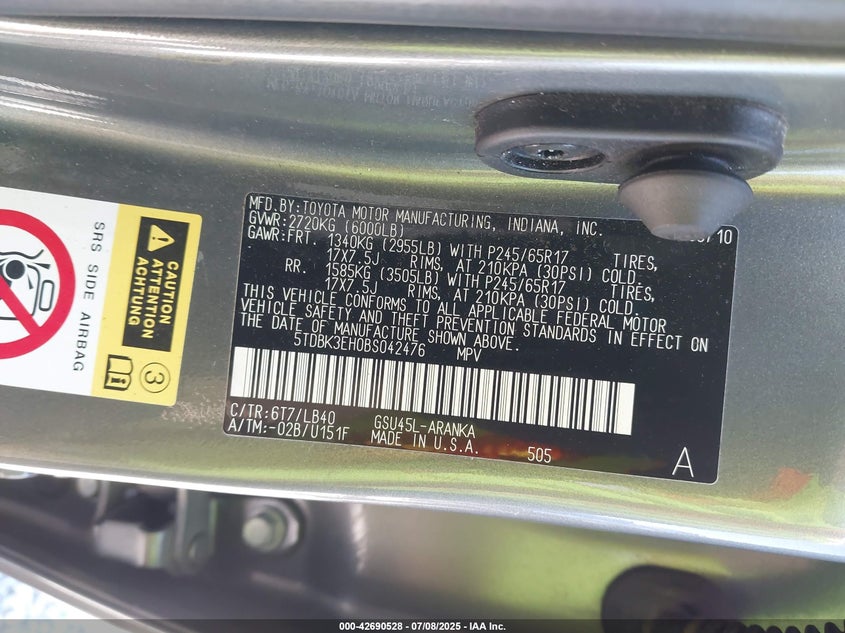 MFD.BY:TOYOTA MOTOR MANUFACTURING, INDIANA, INC.
GVWR:2720KG (6000LB) /10
GAWR:FRT. 1340KG (2955LB) WITH P245/65R17 TIRES,
17X7.5J RIMS, AT 210KPA (30PSI) COLD.
RR. 1585KG (3505LB) WITH P245/65R17 TIRES,
17X7.5J RIMS, AT 210KPA (30PSI) COLD.
THIS VEHICLE CONFORMS TO ALL APPLICABLE FEDERAL MOTOR
VEHICLE SAFETY AND THEFT PREVENTION STANDARDS IN EFFECT ON
THE DATE OF MANUFACTURE SHOWN ABOVE.
5TDBK3EH0BS042476 MPV
C/TR:6T7/LB40 GSU45L-ARANKA
A/TM:-02B/U151F MADE IN U.S.A. 505
A
SRS SIDE AIRBAG
CAUTION
ATTENTION
ACHTUNG
3
000-42690528 - 07/08/2025 - IAA Inc.